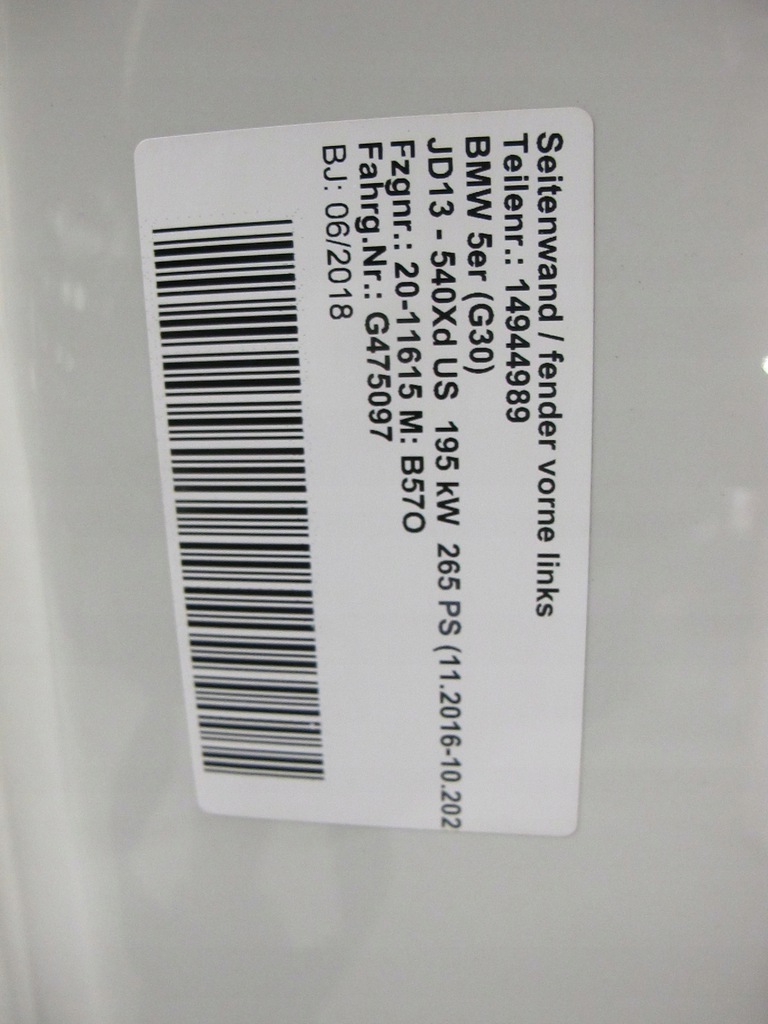 Seitenwand / fender vorne links
Teilenr.: 14944989
BMW 5er (G30)
JD13 - 540Xd US 195 kW 265 PS (11.2016-10.202
Fzgnr.: 20-11615 M: B57O
Fahrg.Nr.: G475097
BJ: 06/2018